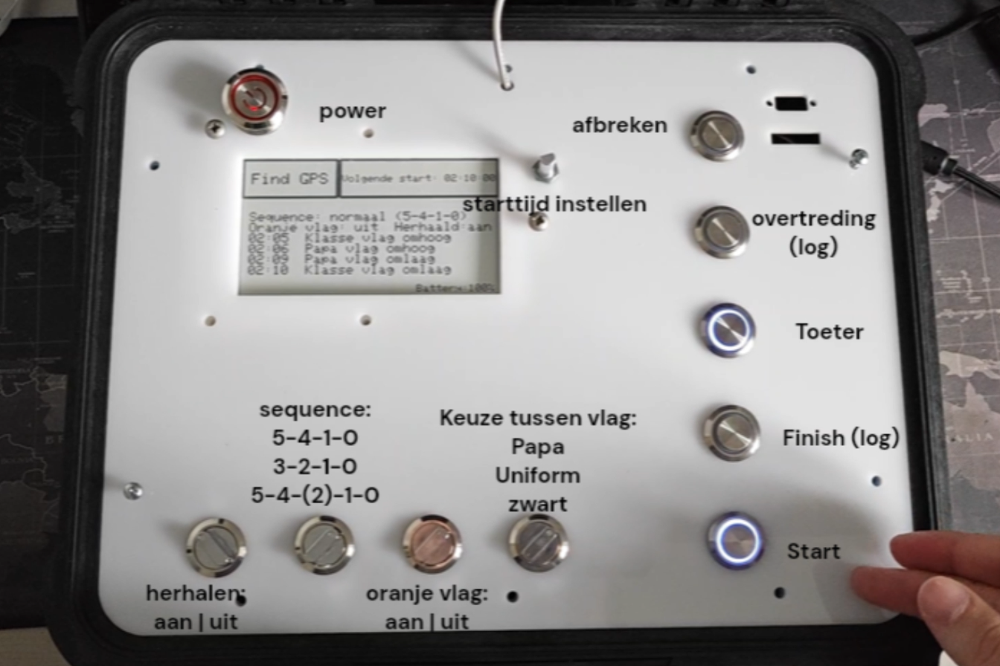 power
afbreken
Find GPS
Volgende start: 02:10:00
starttijd instellen
overtreding
(log)
Sequence: normaal (5-4-1-0)
Oranje vlag: uit Herhaald:aan
02:05 Klasse vlag omhoog
02:06 Papa vlag omhoog
02:09 Papa vlag omlaag
02:10 Klasse vlag omlaag
Battery:100%
Toeter
sequence:
5-4-1-0
3-2-1-0
5-4-(2)-1-0
Keuze tussen vlag:
Papa
Uniform
zwart
Finish (log)
Start
herhalen:
aan | uit
oranje vlag:
aan | uit